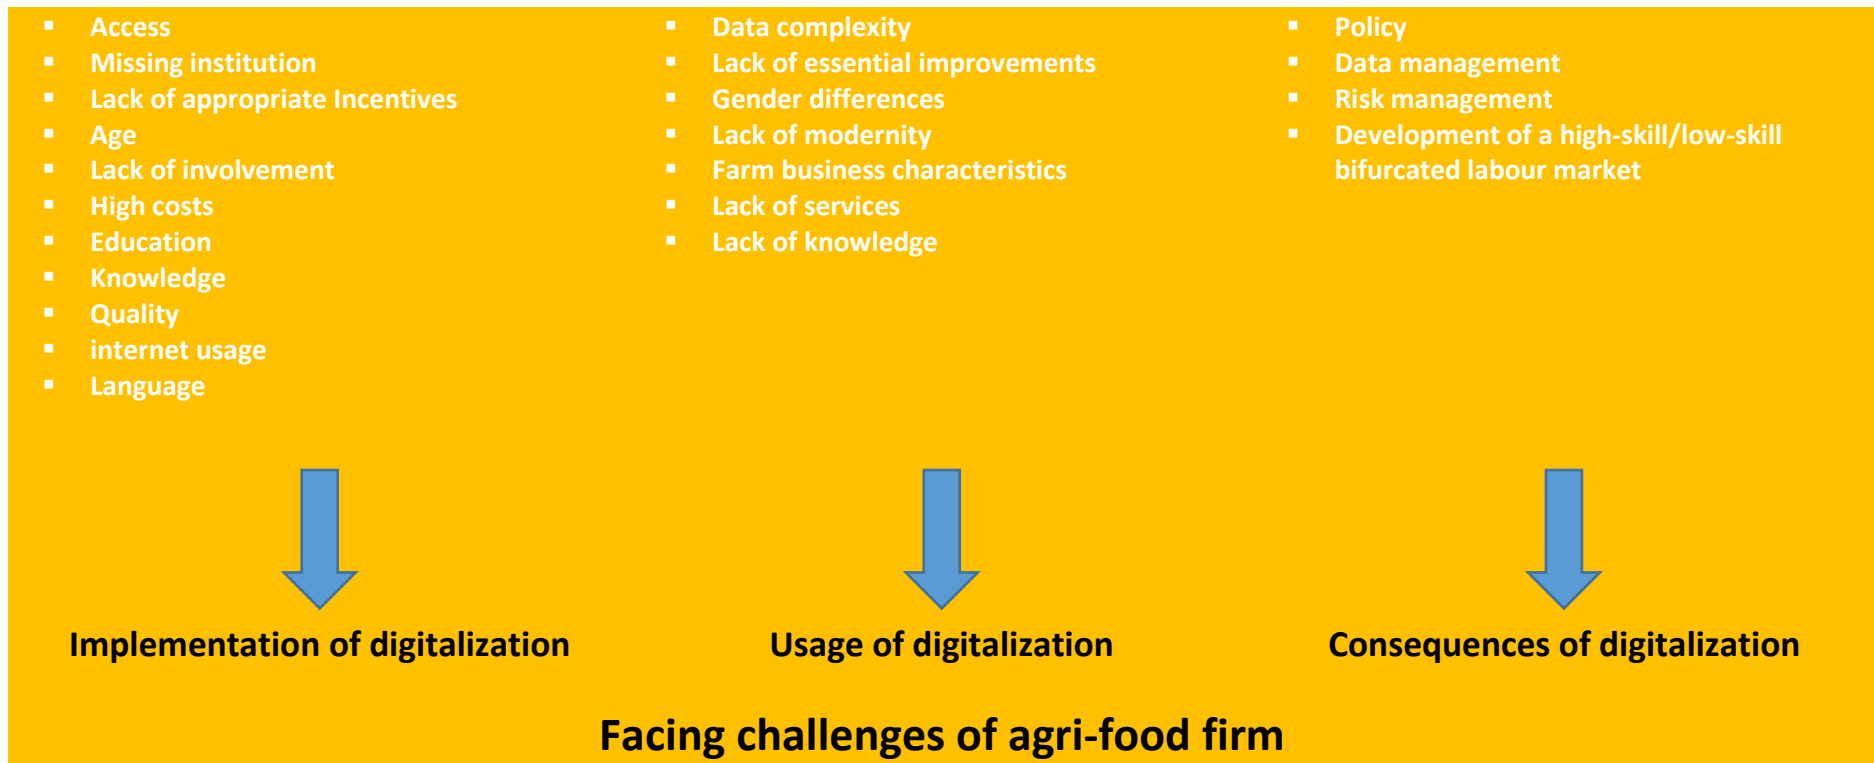 Access
Missing institution
Lack of appropriate Incentives
Age
Lack of involvement
High costs
Education
Knowledge
Quality
internet usage
Language
Data complexity
Lack of essential improvements
Gender differences
Lack of modernity
Farm business characteristics
Lack of services
Lack of knowledge
Policy
Data management
Risk management
Development of a high-skill/low-skill
bifurcated labour market
Implementation of digitalization
Usage of digitalization
Consequences of digitalization
Facing challenges of agri-food firm